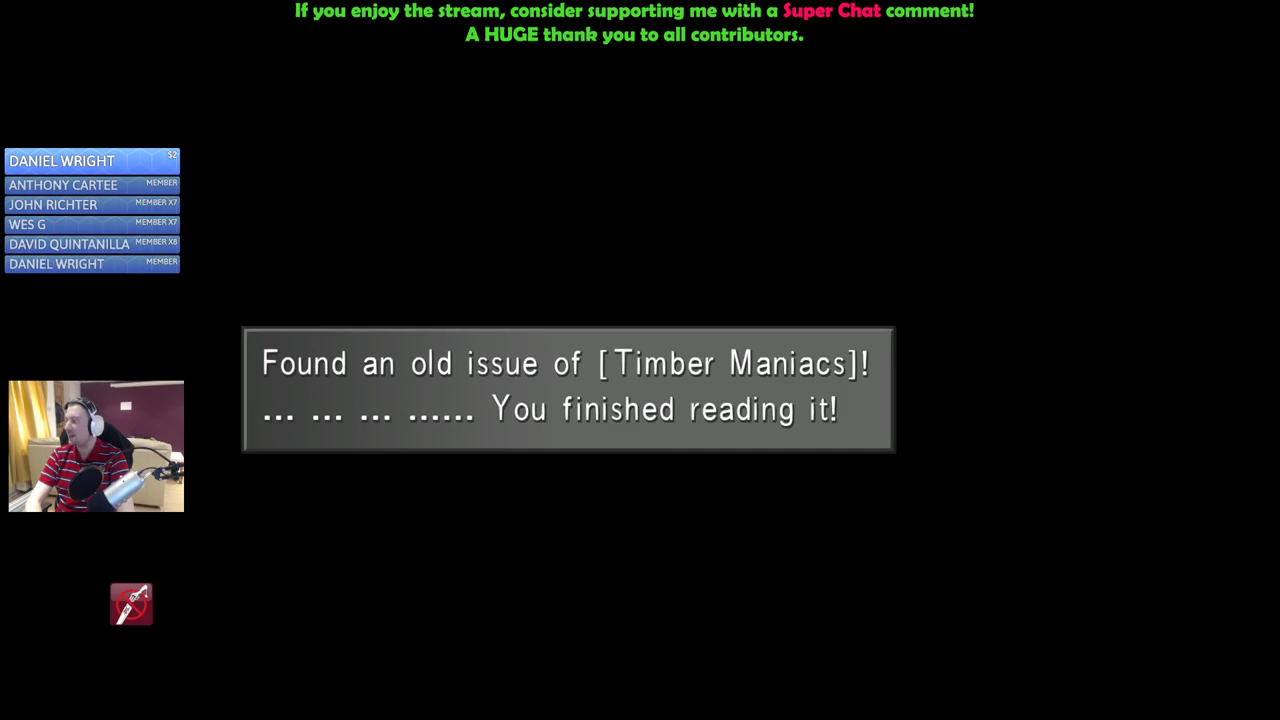 If you enjoy the stream, consider supporting me with a Super Chat comment!
A HUGE thank you to all contributors.
DANIEL WRIGHT $2
ANTHONY CARTEE MEMBER
JOHN RICHTER MEMBER X7
WES G MEMBER X7
DAVID QUINTANILLA MEMBER X8
DANIEL WRIGHT MEMBER
Found an old issue of [Timber Maniacs]!
... ... ... ...... You finished reading it!